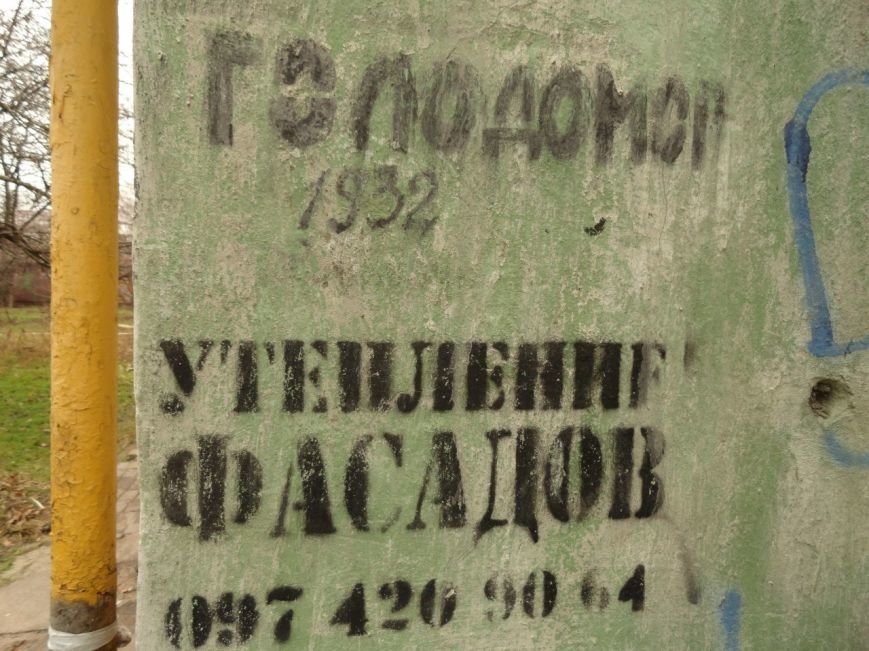 ГОЛОДОМОР
1932
УТЕПЛЕНИЕ
ФАСАДОВ
097 420 90 64